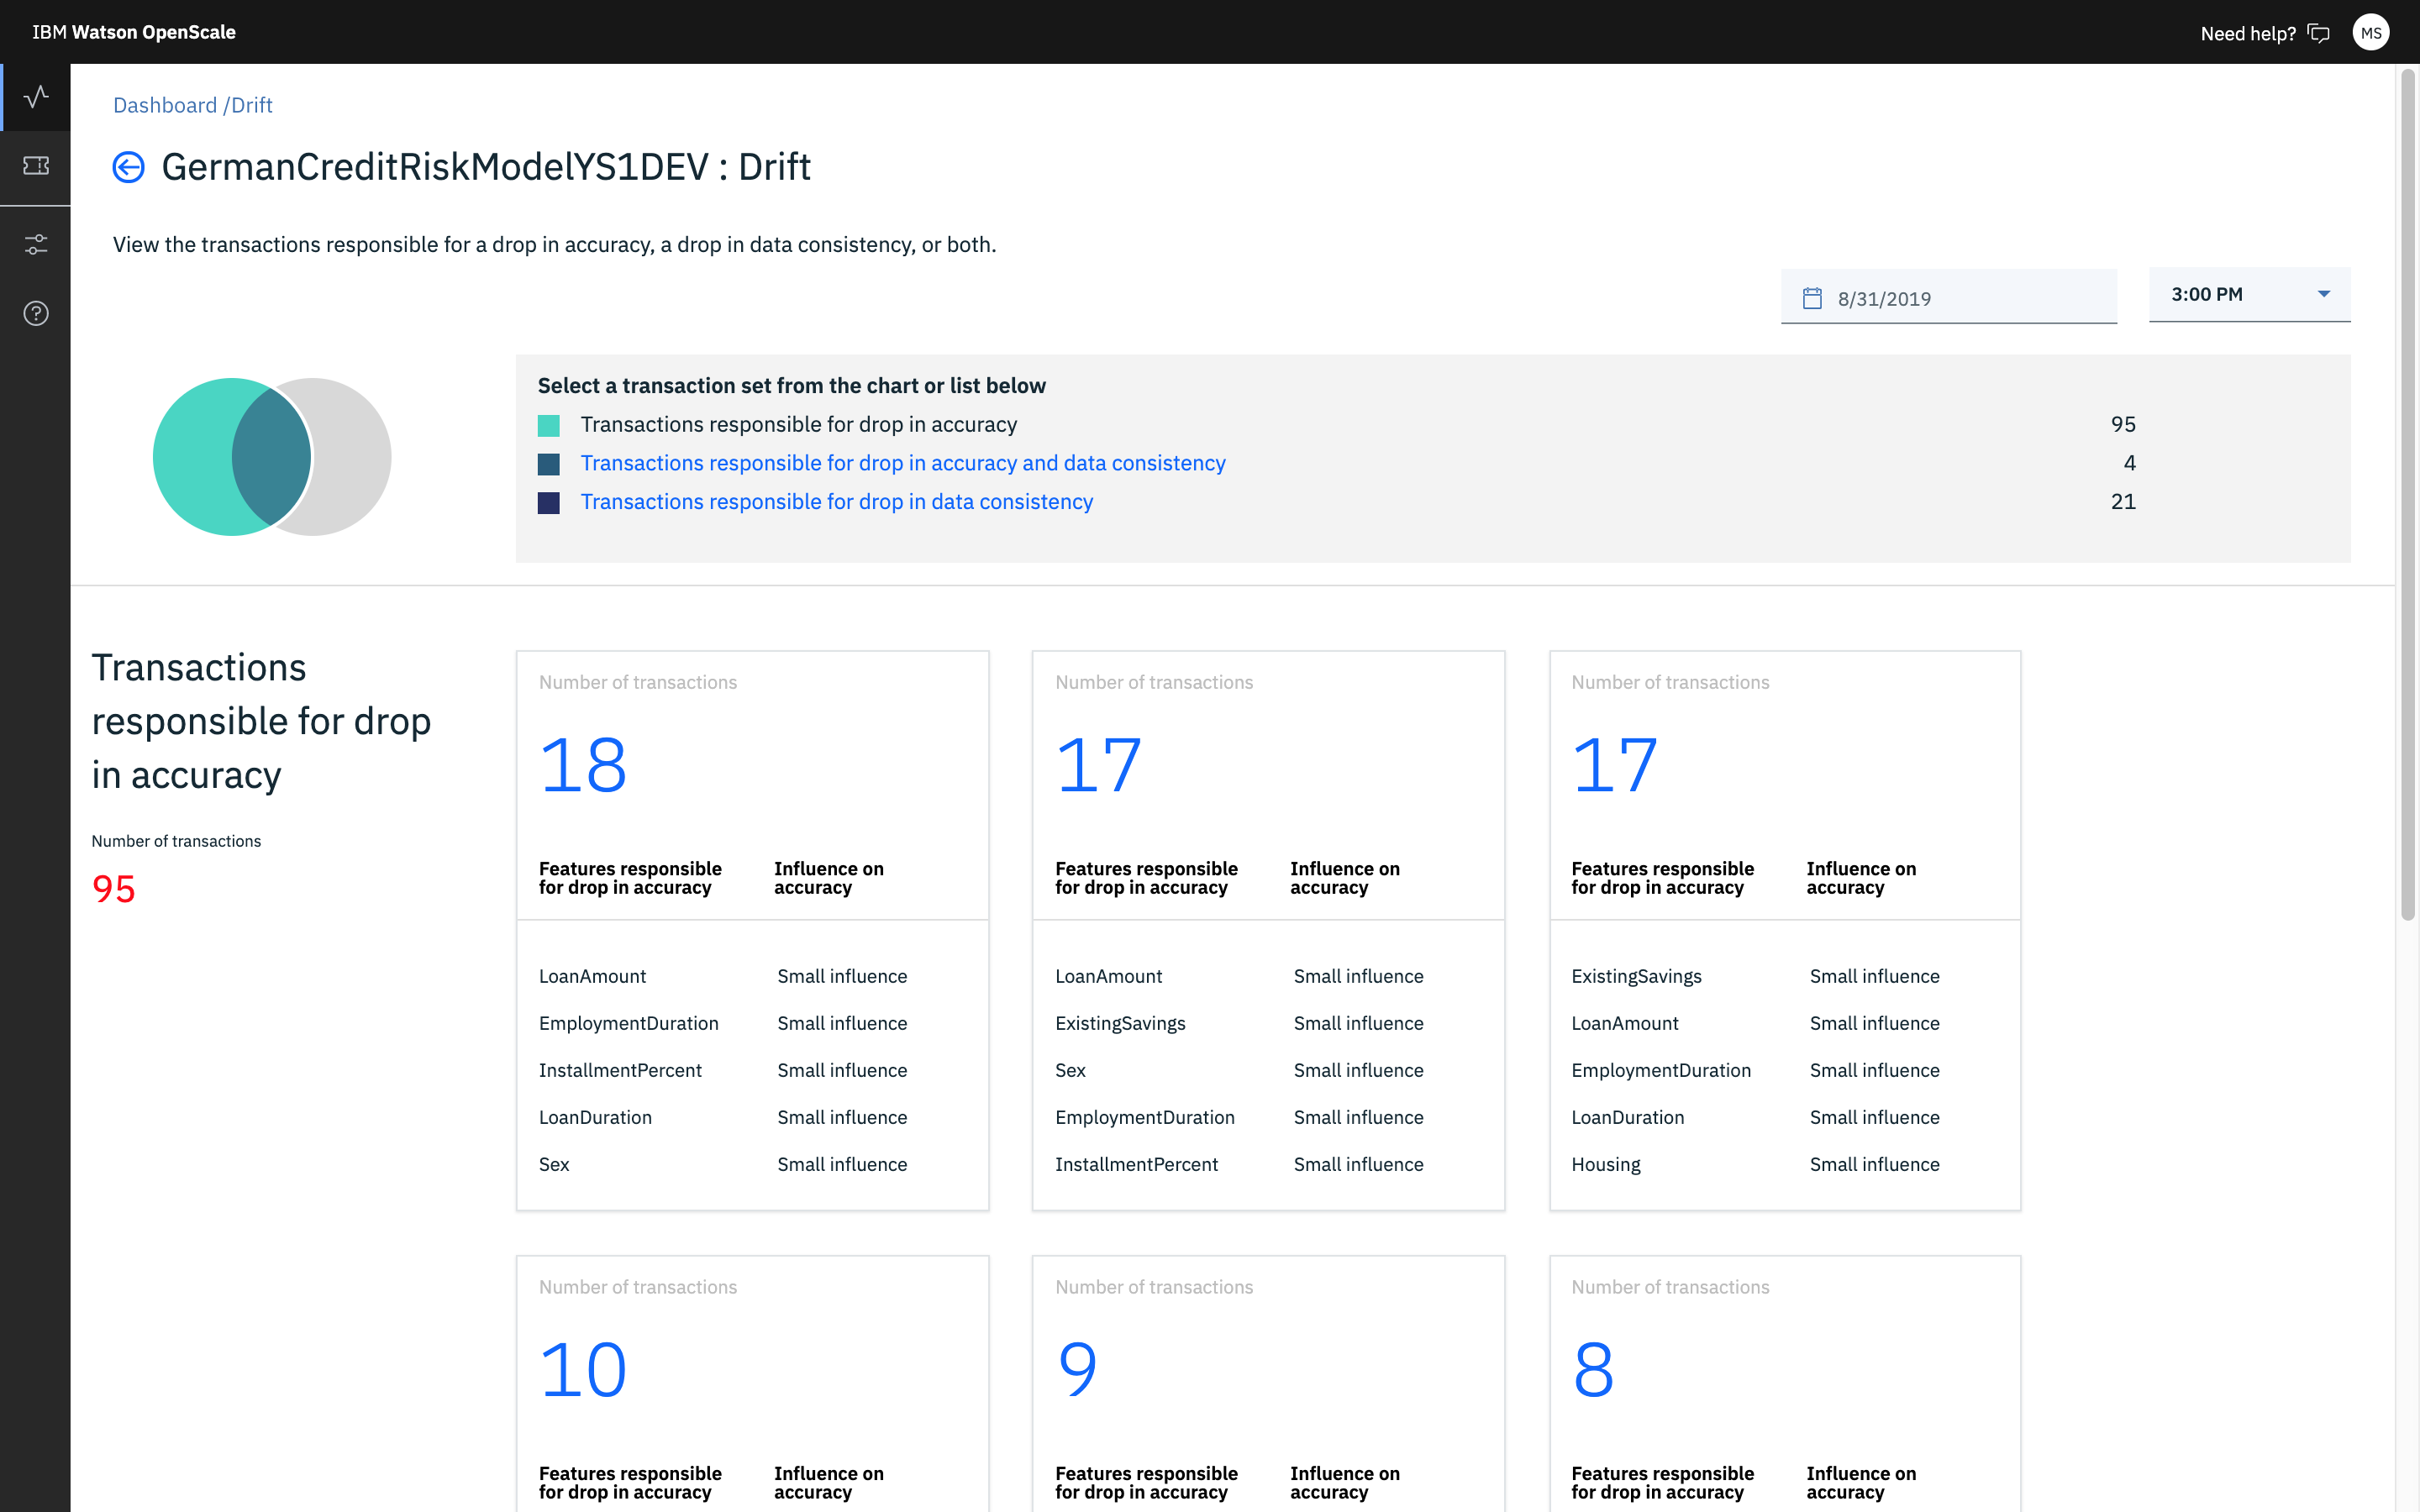 IBM Watson OpenScale
Need help?
MS
Dashboard /Drift
GermanCreditRiskModelYS1DEV : Drift
View the transactions responsible for a drop in accuracy, a drop in data consistency, or both.
8/31/2019
3:00 PM
Select a transaction set from the chart or list below
Transactions responsible for drop in accuracy 95
Transactions responsible for drop in accuracy and data consistency 4
Transactions responsible for drop in data consistency 21
Transactions
responsible for drop
in accuracy
Number of transactions
95
Number of transactions
18
Features responsible
for drop in accuracy
Influence on
accuracy
LoanAmount Small influence
EmploymentDuration Small influence
InstallmentPercent Small influence
LoanDuration Small influence
Sex Small influence
Number of transactions
17
Features responsible
for drop in accuracy
Influence on
accuracy
LoanAmount Small influence
ExistingSavings Small influence
Sex Small influence
EmploymentDuration Small influence
InstallmentPercent Small influence
Number of transactions
17
Features responsible
for drop in accuracy
Influence on
accuracy
ExistingSavings Small influence
LoanAmount Small influence
EmploymentDuration Small influence
LoanDuration Small influence
Housing Small influence
Number of transactions
10
Features responsible
for drop in accuracy
Influence on
accuracy
Number of transactions
9
Features responsible
for drop in accuracy
Influence on
accuracy
Number of transactions
8
Features responsible
for drop in accuracy
Influence on
accuracy